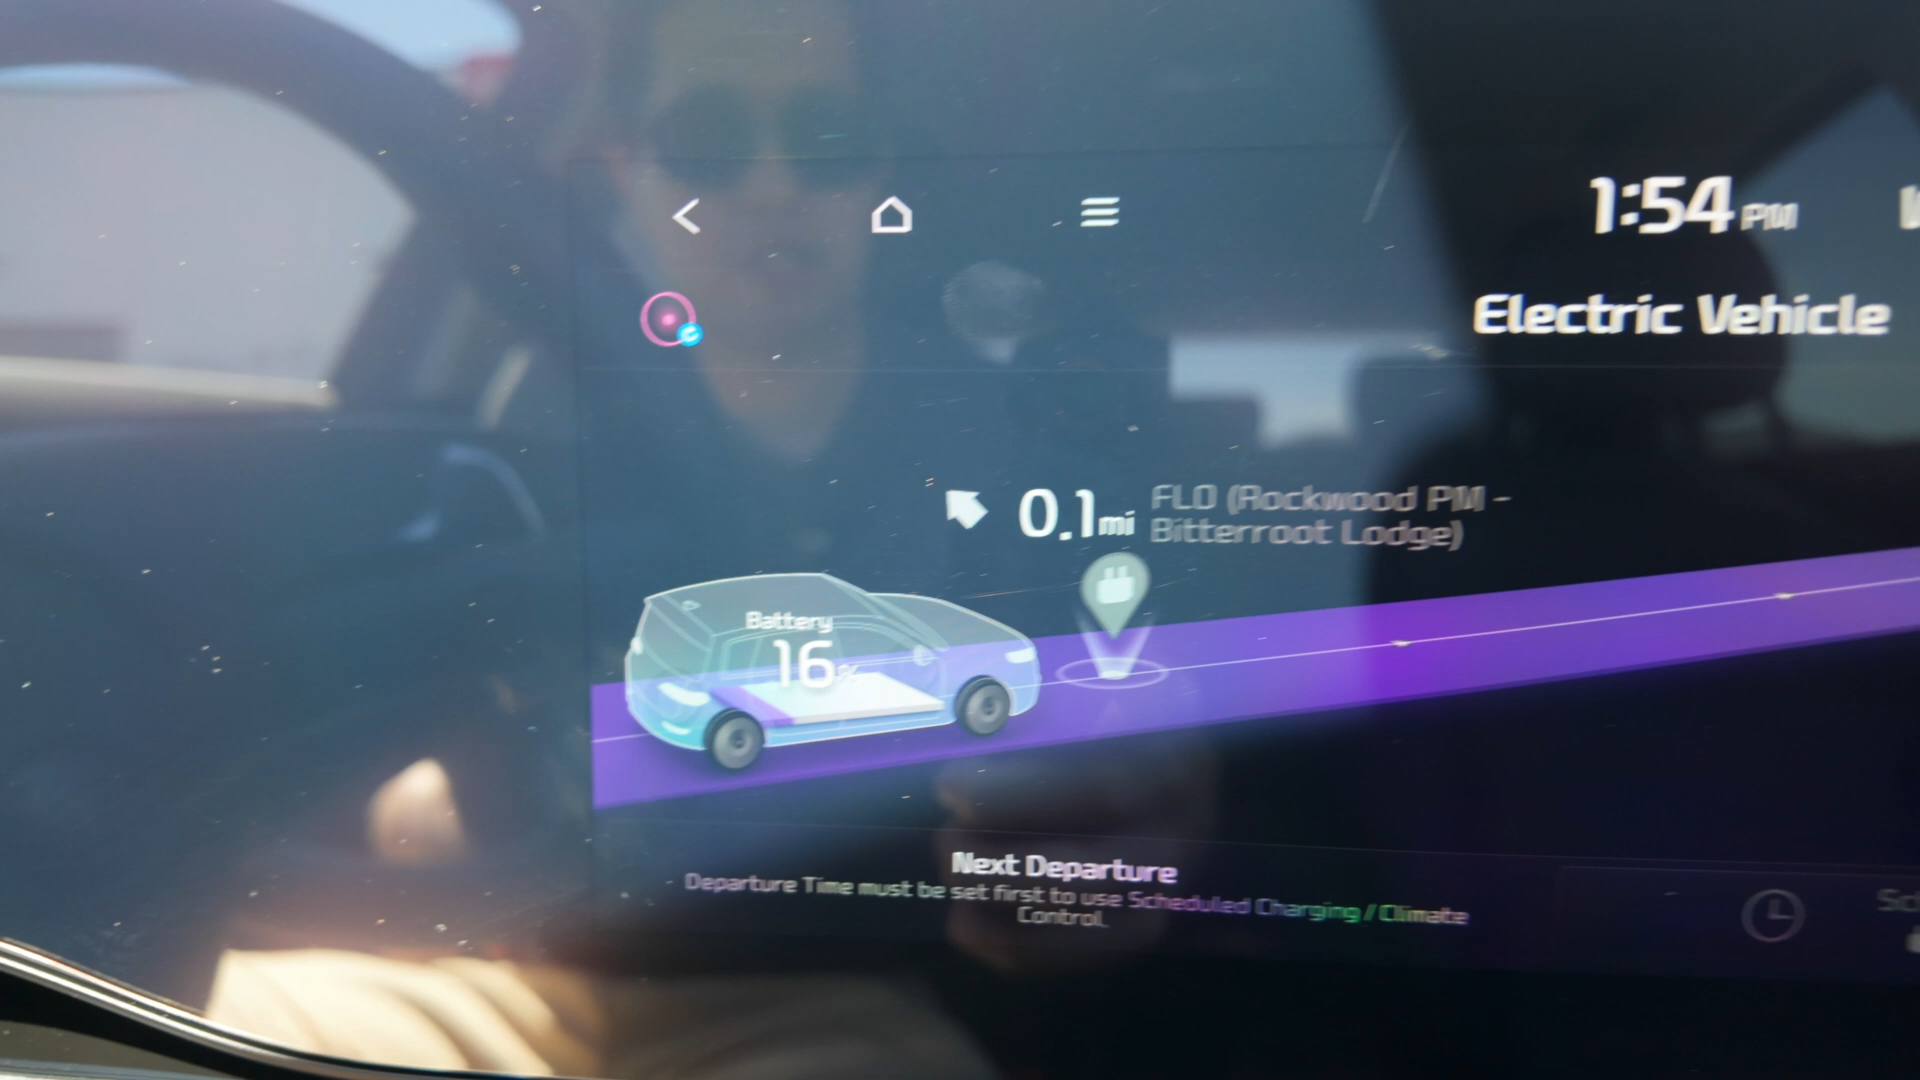 1:54 PM
Electric Vehicle
0.1 mi
FLO (Rockwood PM -
Bitterroot Lodge)
Battery
16%
Next Departure
Departure Time must be set first to use Scheduled Charging / Climate
Control.